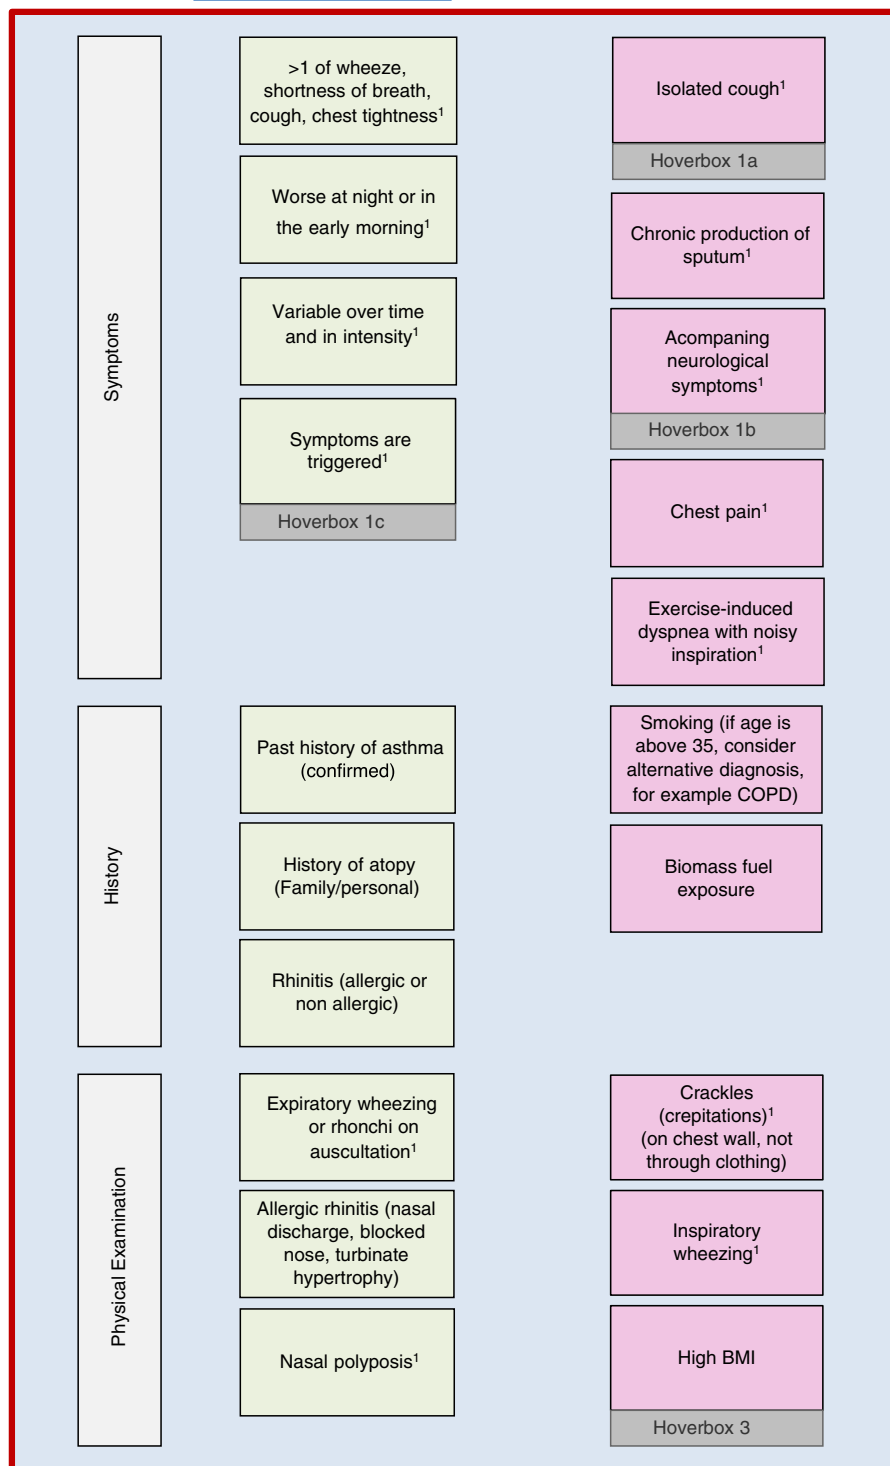 Symptoms
>1 of wheeze,
shortness of breath,
cough, chest tightness¹
Worse at night or in
the early morning¹
Variable over time
and in intensity¹
Symptoms are
triggered¹
Hoverbox 1c
Isolated cough¹
Hoverbox 1a
Chronic production of
sputum¹
Acompaning
neurological
symptoms¹
Hoverbox 1b
Chest pain¹
Exercise-induced
dyspnea with noisy
inspiration¹
History
Past history of asthma
(confirmed)
History of atopy
(Family/personal)
Rhinitis (allergic or
non allergic)
Smoking (if age is
above 35, consider
alternative diagnosis,
for example COPD)
Biomass fuel
exposure
Physical Examination
Expiratory wheezing
or rhonchi on
auscultation¹
Allergic rhinitis (nasal
discharge, blocked
nose, turbinate
hypertrophy)
Nasal polyposis¹
Crackles
(crepitations)¹
(on chest wall, not
through clothing)
Inspiratory
wheezing¹
High BMI
Hoverbox 3